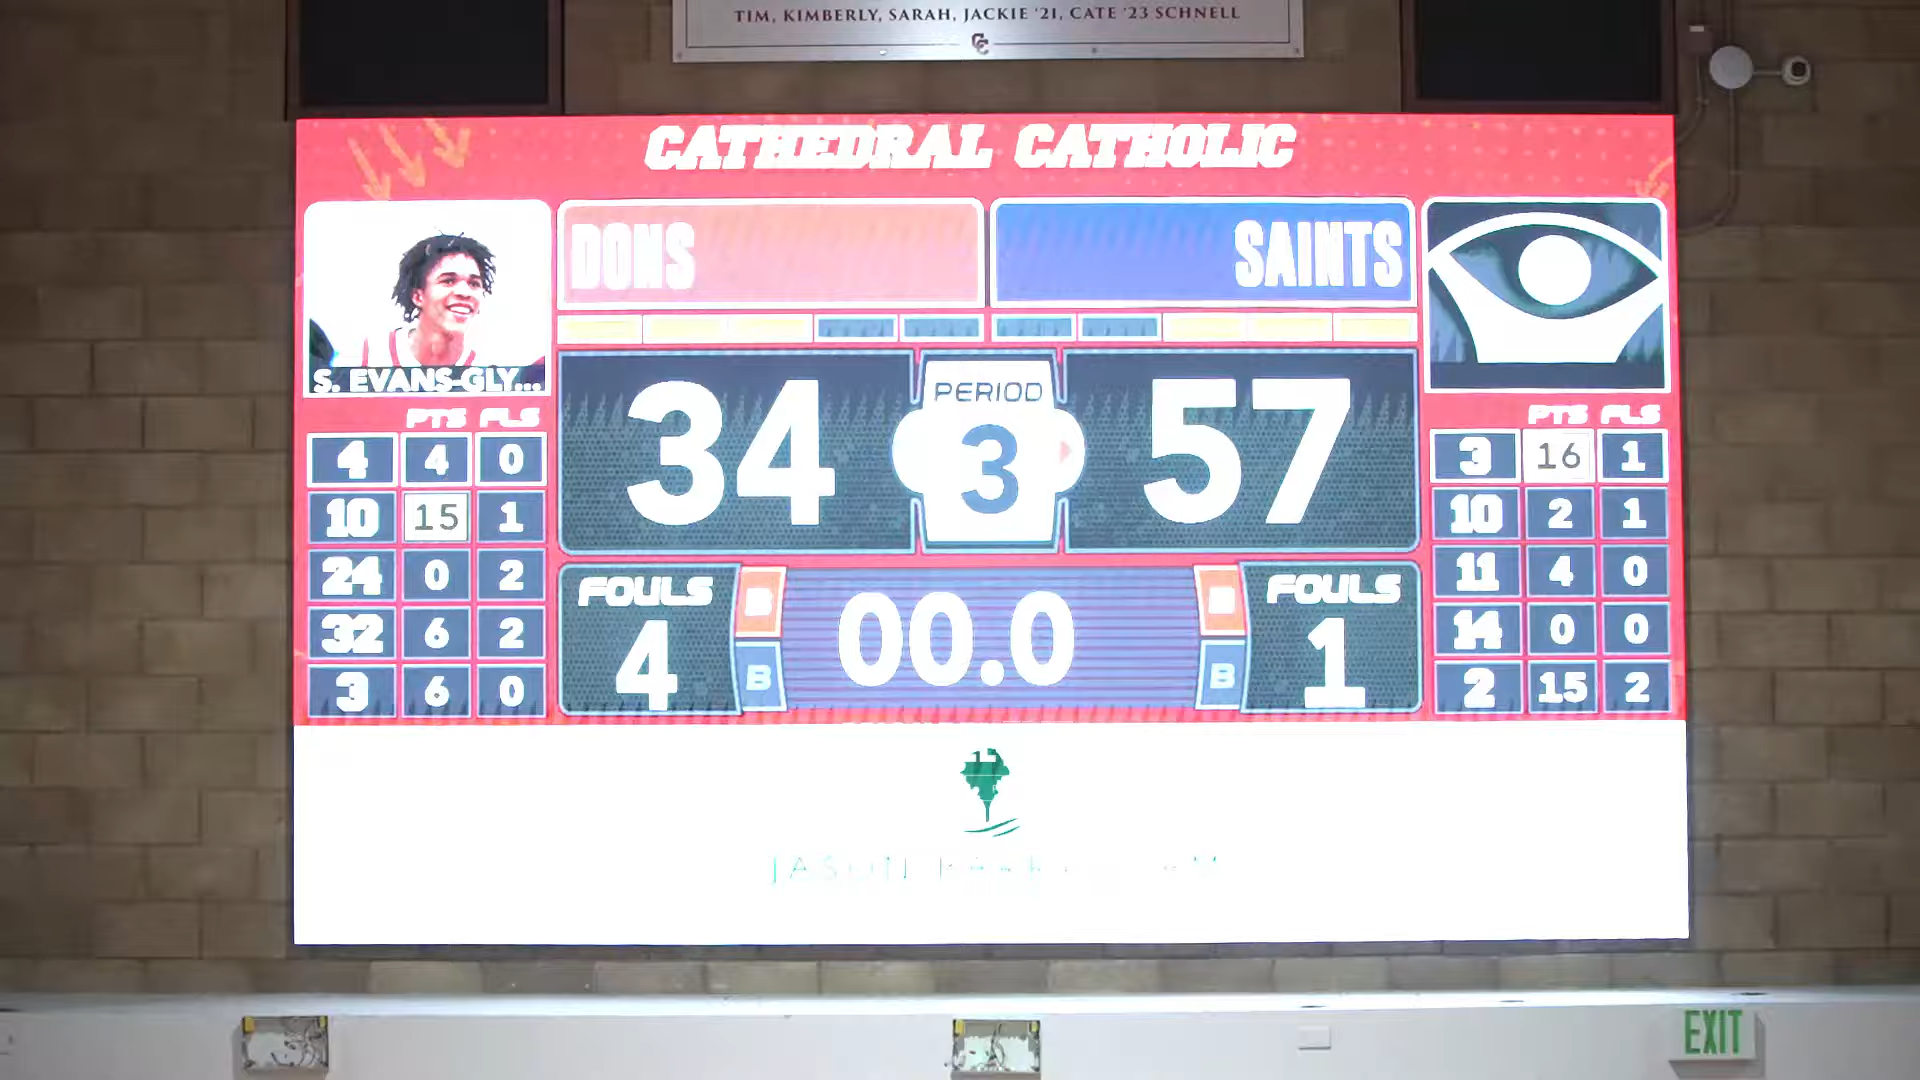 TIM, KIMBERLY, SARAH, JACKIE '21, CATE '23 SCHNELL
CC
CATHEDRAL CATHOLIC
DONS
SAINTS
S. EVANS-GLY...
34
PERIOD
3
57
PTS FLS
4 4 0
10 15 1
24 0 2
32 6 2
3 6 0
FOULS
4
B
B
00.0
B
B
FOULS
1
PTS FLS
3 16 1
10 2 1
11 4 0
14 0 0
2 15 2
JASON
EXIT